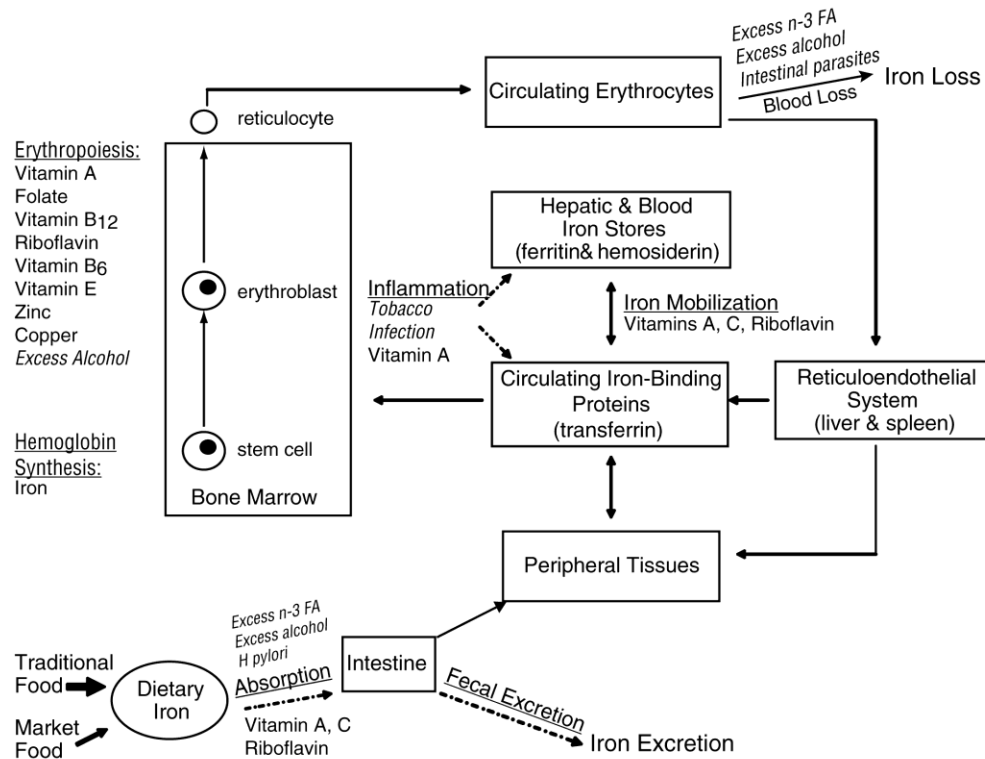 Excess n-3 FA
Excess alcohol
Intestinal parasites
Blood Loss
Iron Loss
Circulating Erythrocytes
reticulocyte
Erythropoiesis:
Vitamin A
Folate
Vitamin B12
Riboflavin
Vitamin B6
Vitamin E
Zinc
Copper
Excess Alcohol
erythroblast
Hepatic & Blood
Iron Stores
(ferritin& hemosiderin)
Inflammation
Tobacco
Infection
Vitamin A
Iron Mobilization
Vitamins A, C, Riboflavin
Circulating Iron-Binding
Proteins
(transferrin)
Reticuloendothelial
System
(liver & spleen)
Hemoglobin
Synthesis:
Iron
stem cell
Bone Marrow
Peripheral Tissues
Traditional
Food
Market
Food
Dietary
Iron
Excess n-3 FA
Excess alcohol
H pylori
Absorption
Vitamin A, C
Riboflavin
Intestine
Fecal Excretion
Iron Excretion